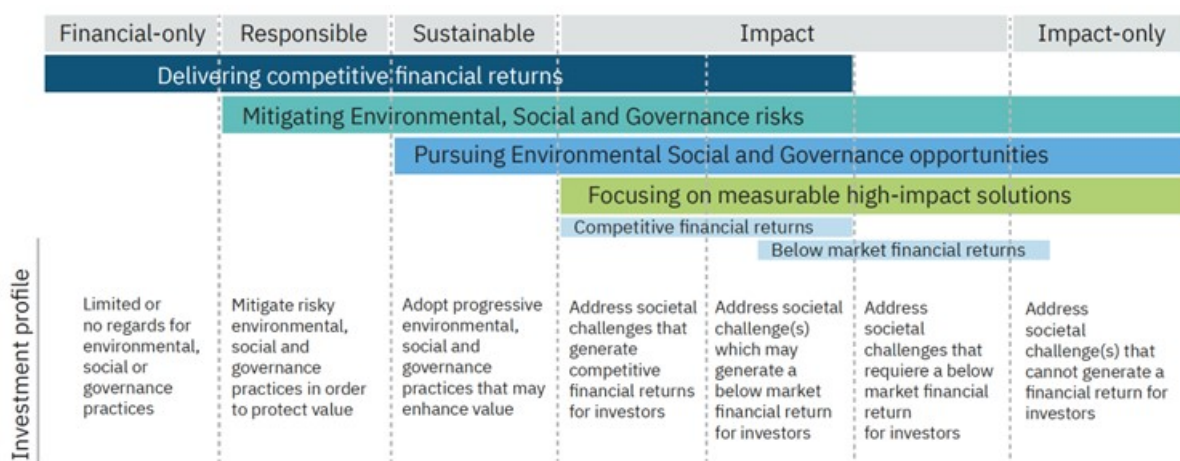 Financial-only
Responsible
Sustainable
Impact
Impact-only
Delivering competitive financial returns
Mitigating Environmental, Social and Governance risks
Pursuing Environmental Social and Governance opportunities
Focusing on measurable high-impact solutions
Competitive financial returns
Below market financial returns
Investment profile
Limited or
no regards for
environmental,
social or
governance
practices
Mitigate risky
environmental,
social and
governance
practices in order
to protect value
Adopt progressive
environmental,
social and
governance
practices that may
enhance value
Address societal
challenges that
generate
competitive
financial returns
for investors
Address societal
challenge(s)
which may
generate a
below market
financial return
for investors
Address
societal
challenges that
requiere a below
market financial
return
for investors
Address
societal
challenge(s) that
cannot generate a
financial return for
investors